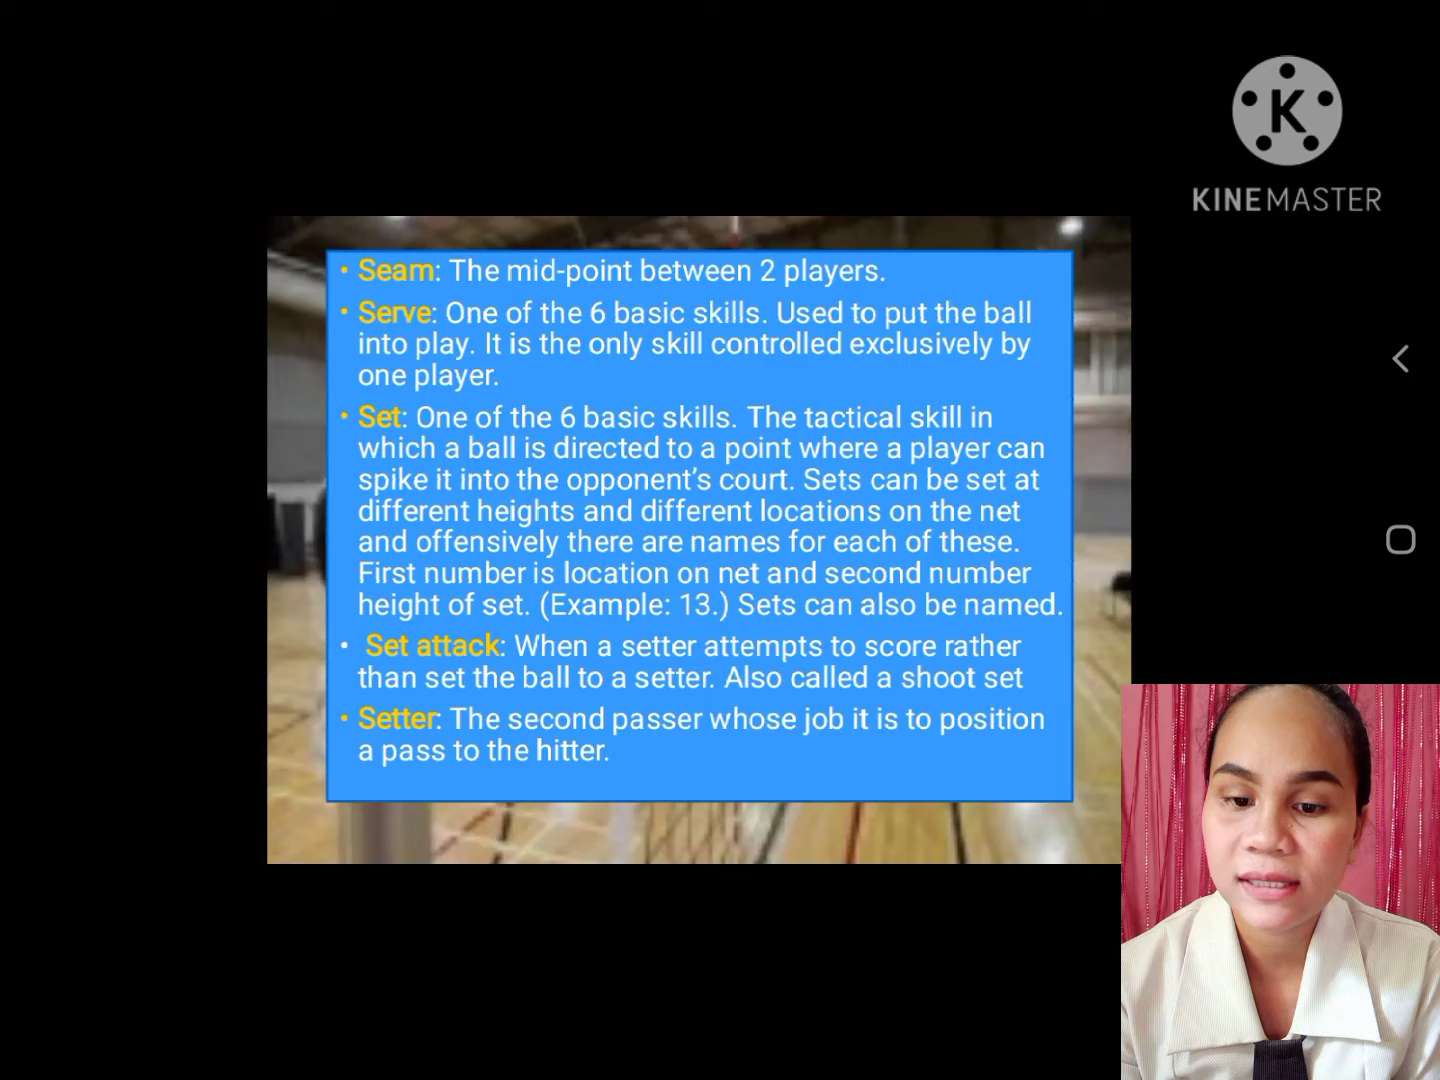 K
KINEMASTER
• Seam: The mid-point between 2 players.
• Serve: One of the 6 basic skills. Used to put the ball
into play. It is the only skill controlled exclusively by
one player.
• Set: One of the 6 basic skills. The tactical skill in
which a ball is directed to a point where a player can
spike it into the opponent’s court. Sets can be set at
different heights and different locations on the net
and offensively there are names for each of these.
First number is location on net and second number
height of set. (Example: 13.) Sets can also be named.
• Set attack: When a setter attempts to score rather
than set the ball to a setter. Also called a shoot set
• Setter: The second passer whose job it is to position
a pass to the hitter.